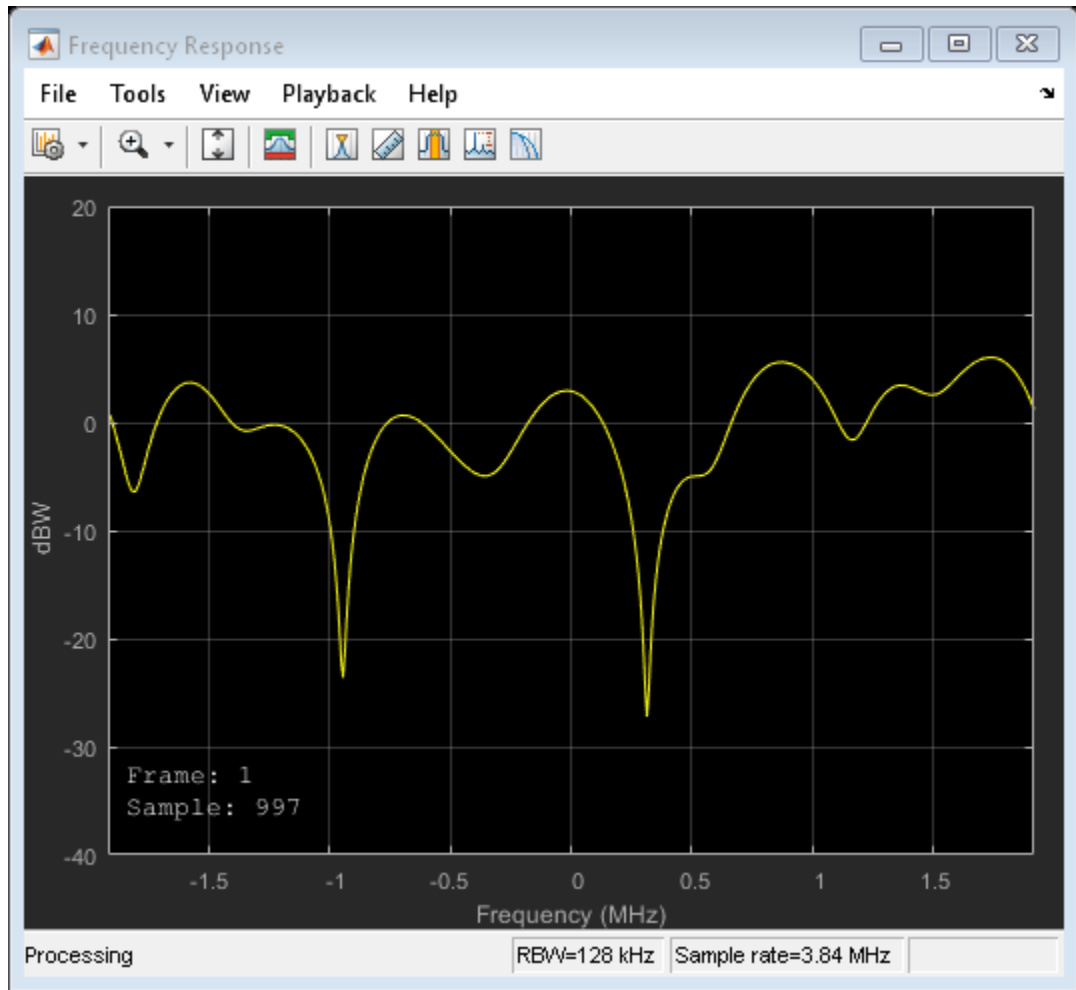 Frequency Response
File Tools View Playback Help
20
10
0
-10
-20
-30
-40
dBW
Frame: 1
Sample: 997
-1.5 -1 -0.5 0 0.5 1 1.5
Frequency (MHz)
Processing RBW=128 kHz Sample rate=3.84 MHz